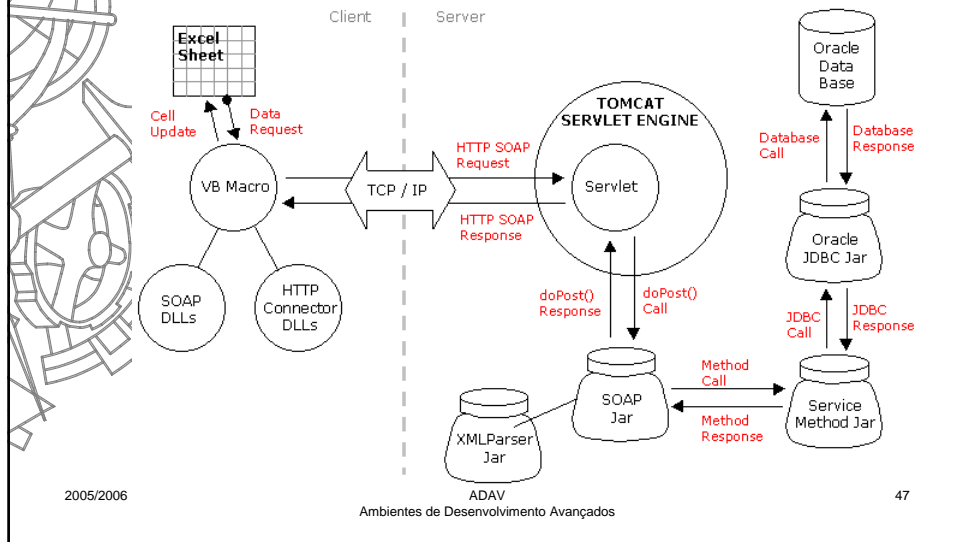 Client
Server
Excel
Sheet
Oracle
Data
Base
Cell
Update
Data
Request
TOMCAT
SERVLET ENGINE
Database
Call
Database
Response
HTTP SOAP
Request
VB Macro
TCP / IP
Servlet
HTTP SOAP
Response
Oracle
JDBC Jar
SOAP
DLLs
HTTP
Connector
DLLs
doPost()
Response
doPost()
Call
JDBC
Call
JDBC
Response
Method
Call
SOAP
Jar
Service
Method Jar
Method
Response
XMLParser
Jar
2005/2006
ADAV
Ambientes de Desenvolvimento Avançados
47